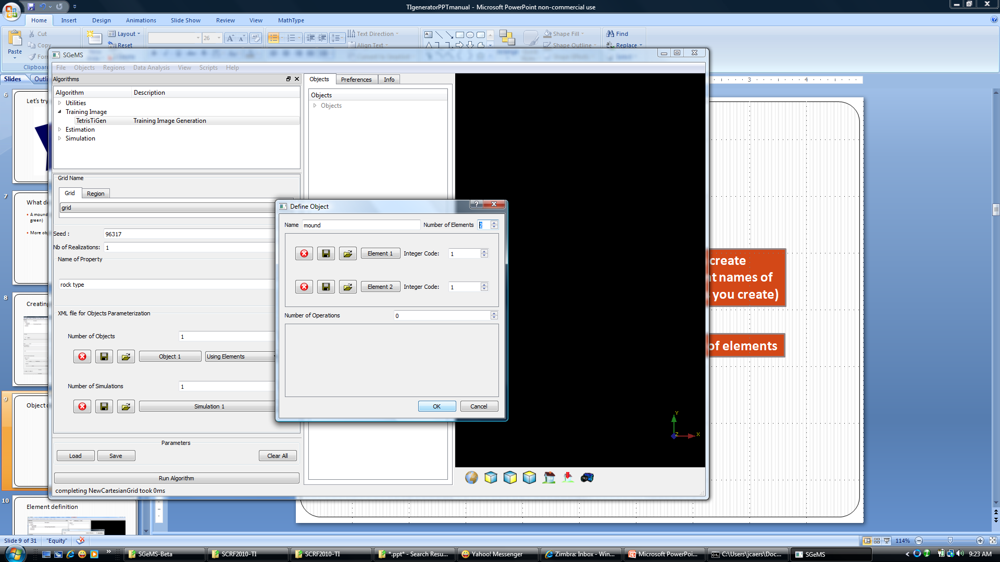 TIgeneratorPPTmanual - Microsoft PowerPoint non-commercial use
Home Insert Design Animations Slide Show Review View MathType
Cut
Layout
26
Text Direction
Shape Fill
Find
Paste
Copy
Reset
Align Text
Shape Outline
Replace
Clipboard
SGeMS
File Objects Regions Data Analysis View Scripts Help
Slides
Algorithms
Objects Preferences Info
3 4
Algorithm Description
Utilities
Training Image
TetrisTiGen Training Image Generation
Estimation
Simulation
Objects
Objects
6
Let's try
7
What de
• A mound
green)
• More obj
8
Creating
9
Object d
10
Element definition
Grid Name
Grid Region
grid
Seed : 96317
Nb of Realizations: 1
Name of Property
rock type
XML file for Objects Parameterization
Number of Objects 1
Object 1 Using Elements
Number of Simulations 1
Simulation 1
Parameters
Load Save Clear All
Run Algorithm
completing NewCartesianGrid took 0ms
Define Object
Name mound Number of Elements 2
Element 1 Integer Code: 1
Element 2 Integer Code: 1
Number of Operations 0
OK Cancel
create
t names of
you create)
of elements
Y
Z X
Slide 9 of 31 "Equity" 114%
SGeMS-Beta SCRF2010-TI SCRF2010-TI *.ppt* - Search Resu... Yahoo! Messenger Zimbra: Inbox - Win... Microsoft PowerPoi... C:\Users\jcaers\Doc... SGeMS 9:23 AM